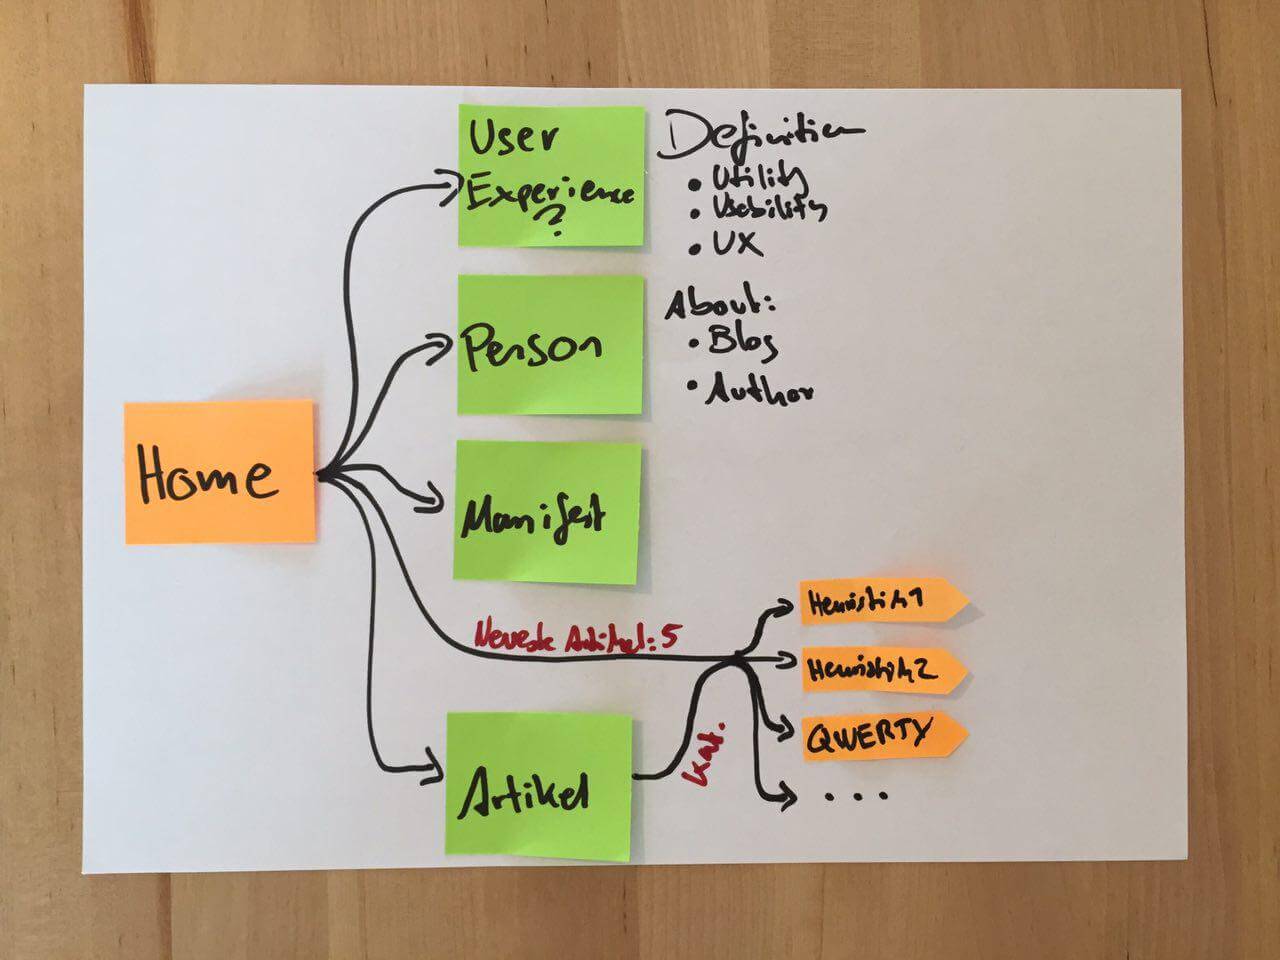 User
Experience
?
Definition
• Utility
• Usability
• UX
Person
About:
• Blog
• Author
Home
Manifest
Neueste Artikel: 5
Heuristik 1
Heuristik 2
QWERTY
Kat.
Artikel
...